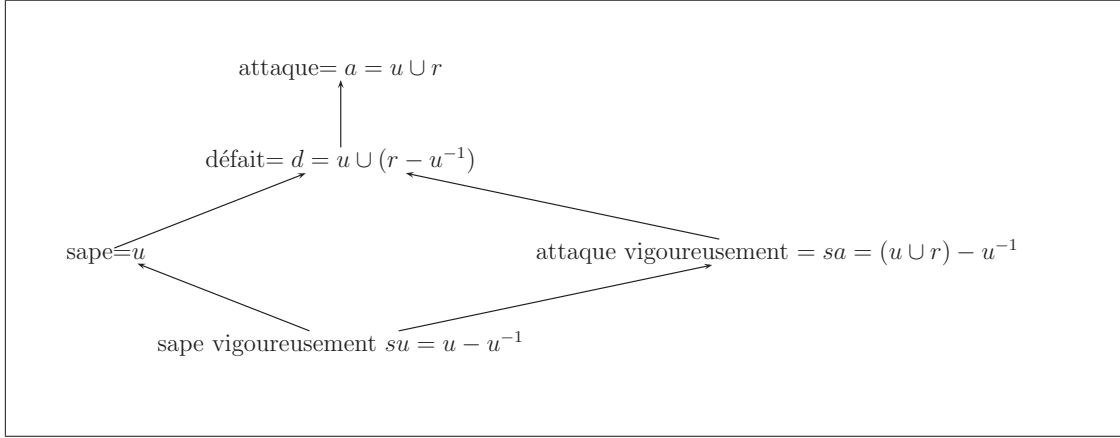 attaque= a = u ∪ r
défait= d = u ∪ (r − u⁻¹)
sape=u
attaque vigoureusement = sa = (u ∪ r) − u⁻¹
sape vigoureusement su = u − u⁻¹